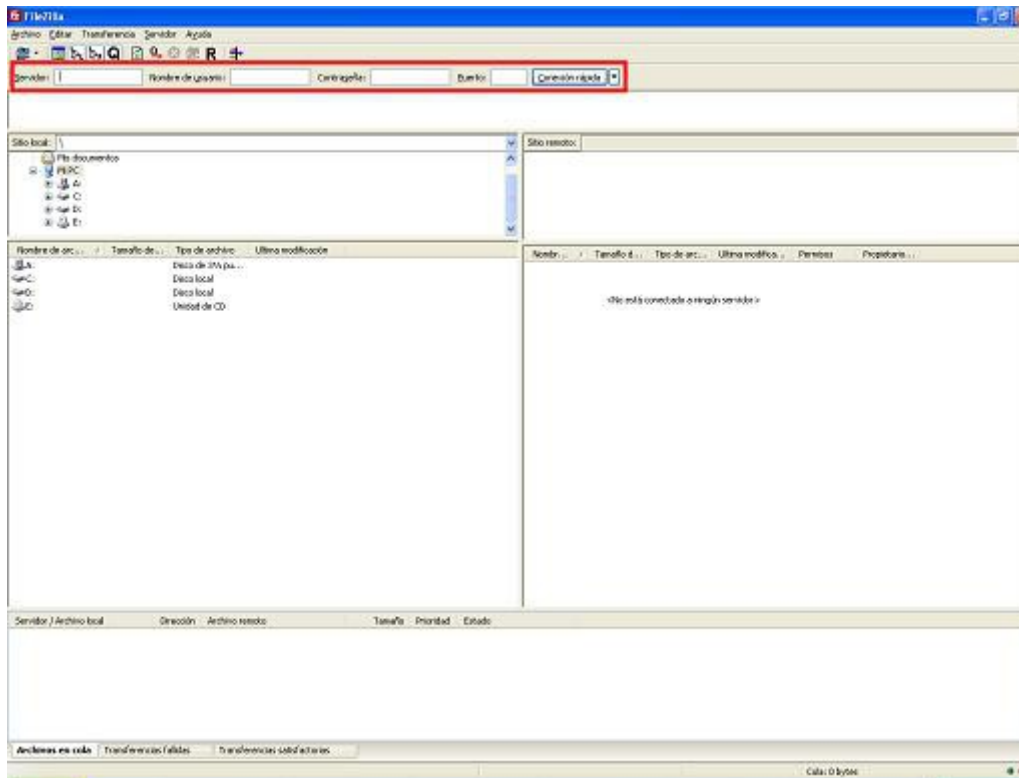 FileZilla
Archivo Editar Transferencia Servidor Ayuda
Servidor: Nombre de usuario: Contraseña: Puerto: Conexión rápida
Sitio local: \
Sitio remoto:
Mis documentos
MI PC
A:
C:
D:
E:
Nombre de arc... / Tamaño de... Tipo de archivo Ultima modificación
A: Disco de 3½ pu...
C: Disco local
D: Disco local
E: Unidad de CD
Nombr... / Tamaño d... Tipo de arc... Ultima modifica... Permisos Propietario...
<No está conectado a ningún servidor>
Servidor / Archivo local Dirección Archivo remoto Tamaño Prioridad Estado
Archivos en cola Transferencias fallidas Transferencias satisfactorias
Cola: 0 bytes